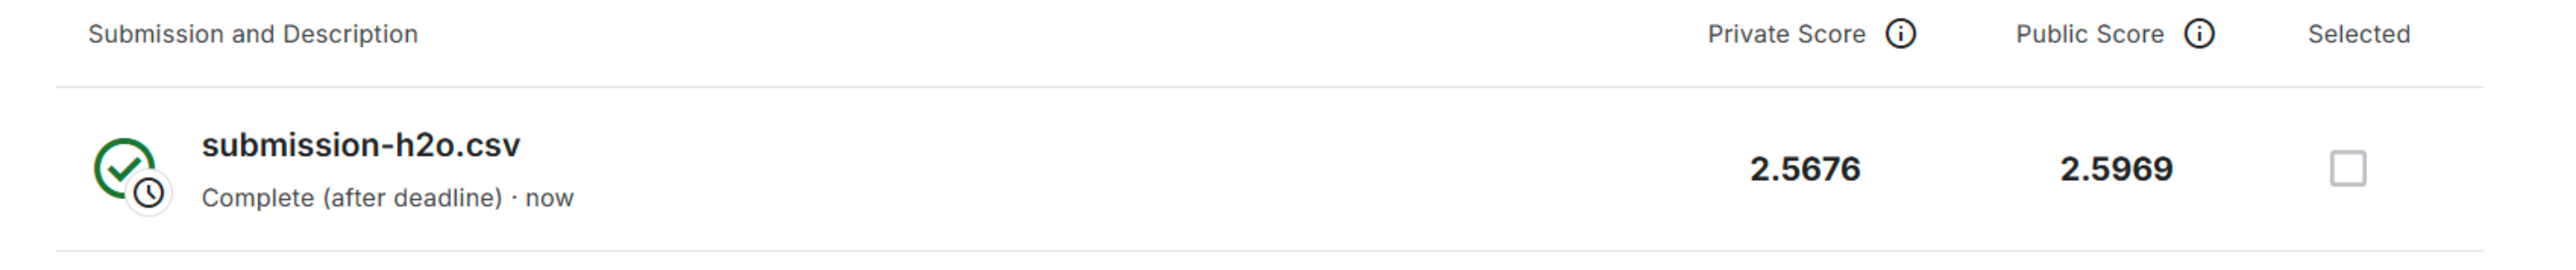 Submission and Description Private Score Public Score Selected
submission-h2o.csv
Complete (after deadline) · now
2.5676 2.5969